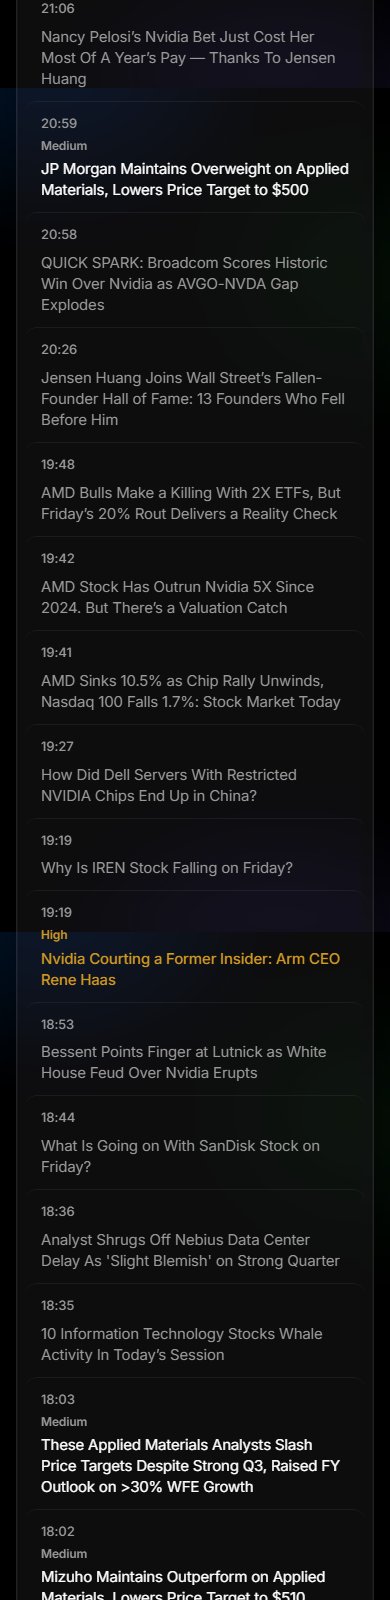 21:06
Nancy Pelosi’s Nvidia Bet Just Cost Her
Most Of A Year’s Pay — Thanks To Jensen
Huang
20:59
Medium
JP Morgan Maintains Overweight on Applied
Materials, Lowers Price Target to $500
20:58
QUICK SPARK: Broadcom Scores Historic
Win Over Nvidia as AVGO-NVDA Gap
Explodes
20:26
Jensen Huang Joins Wall Street’s Fallen-
Founder Hall of Fame: 13 Founders Who Fell
Before Him
19:48
AMD Bulls Make a Killing With 2X ETFs, But
Friday’s 20% Rout Delivers a Reality Check
19:42
AMD Stock Has Outrun Nvidia 5X Since
2024. But There’s a Valuation Catch
19:41
AMD Sinks 10.5% as Chip Rally Unwinds,
Nasdaq 100 Falls 1.7%: Stock Market Today
19:27
How Did Dell Servers With Restricted
NVIDIA Chips End Up in China?
19:19
Why Is IREN Stock Falling on Friday?
19:19
High
Nvidia Courting a Former Insider: Arm CEO
Rene Haas
18:53
Bessent Points Finger at Lutnick as White
House Feud Over Nvidia Erupts
18:44
What Is Going on With SanDisk Stock on
Friday?
18:36
Analyst Shrugs Off Nebius Data Center
Delay As 'Slight Blemish' on Strong Quarter
18:35
10 Information Technology Stocks Whale
Activity In Today’s Session
18:03
Medium
These Applied Materials Analysts Slash
Price Targets Despite Strong Q3, Raised FY
Outlook on >30% WFE Growth
18:02
Medium
Mizuho Maintains Outperform on Applied
Materials, Lowers Price Target to $510